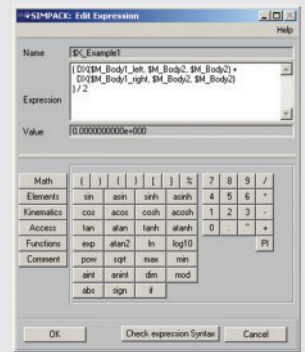 SIMPACK: Edit Expression
Help
Name $X_Example1
( DX($M_Body1_left, $M_Body2, $M_Body2) +
DX($M_Body1_right, $M_Body2, $M_Body2)
) / 2
Expression
Value 0.0000000000e+000
Math ( ) { } [ ] % 7 8 9 /
Elements sin asin sinh asinh 4 5 6 *
Kinematics cos acos cosh acosh 1 2 3 -
Access tan atan tanh atanh 0 . ^ +
Functions exp atan2 ln log10 PI
Comment pow sqrt max min
aint anint dim mod
abs sign if
OK Check expression Syntax Cancel